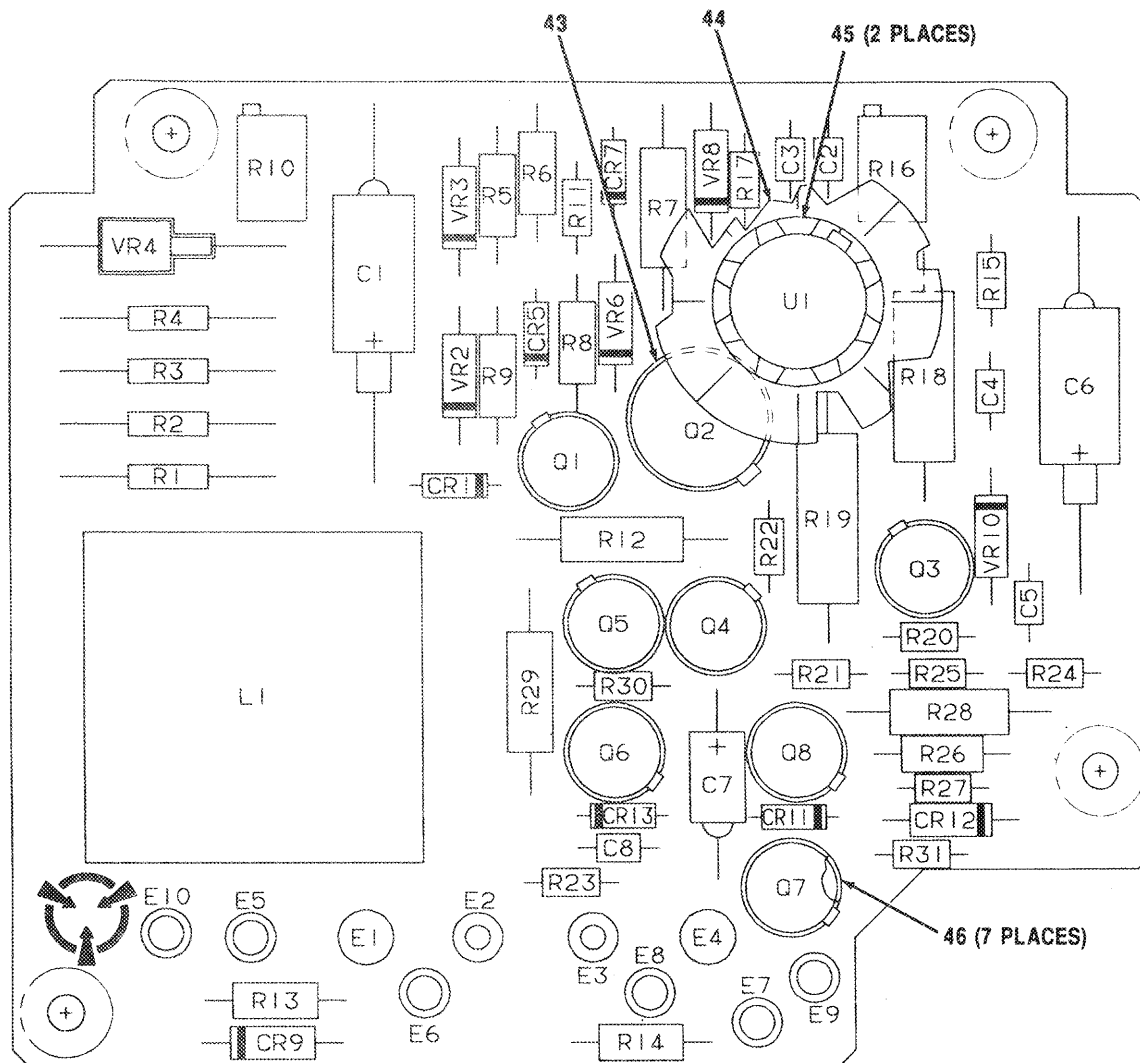 43
44
45 (2 PLACES)
R10
C1
VR3
R5
R6
R11
CR7
R7
VR8
R17
C3
C2
R16
VR4
U1
R15
R4
R3
R2
R1
VR2
R9
CR5
R8
VR6
Q2
R18
C4
C6
Q1
CR1
R12
R22
R19
Q3
VR10
C5
Q5
Q4
R20
L1
R29
R30
R21
R25
R24
R28
Q6
C7
Q8
R26
R27
CR13
CR11
CR12
C8
R31
R23
Q7
46 (7 PLACES)
E10
E5
E1
E2
E3
E8
E4
E7
E9
E6
R13
R14
CR9
+
+
+